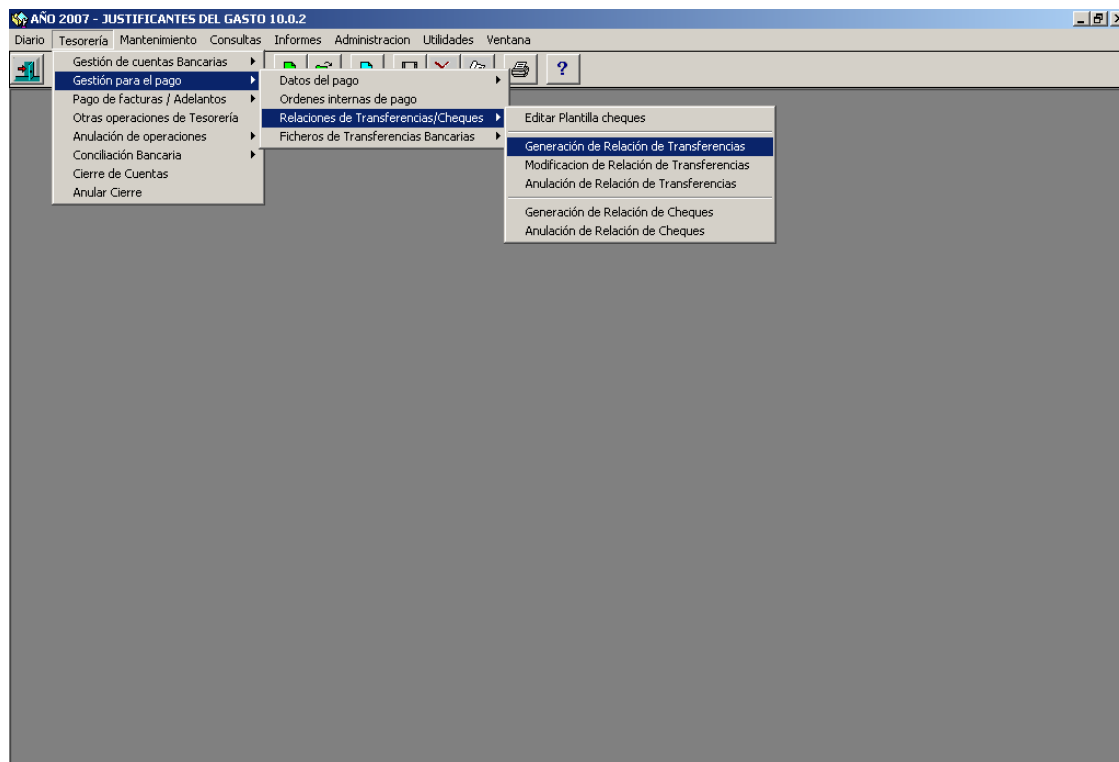 AÑO 2007 - JUSTIFICANTES DEL GASTO 10.0.2
Diario Tesorería Mantenimiento Consultas Informes Administracion Utilidades Ventana
?
Gestión de cuentas Bancarias
Gestión para el pago
Pago de facturas / Adelantos
Otras operaciones de Tesorería
Anulación de operaciones
Conciliación Bancaria
Cierre de Cuentas
Anular Cierre
Datos del pago
Ordenes internas de pago
Relaciones de Transferencias/Cheques
Ficheros de Transferencias Bancarias
Editar Plantilla cheques
Generación de Relación de Transferencias
Modificacion de Relación de Transferencias
Anulación de Relación de Transferencias
Generación de Relación de Cheques
Anulación de Relación de Cheques